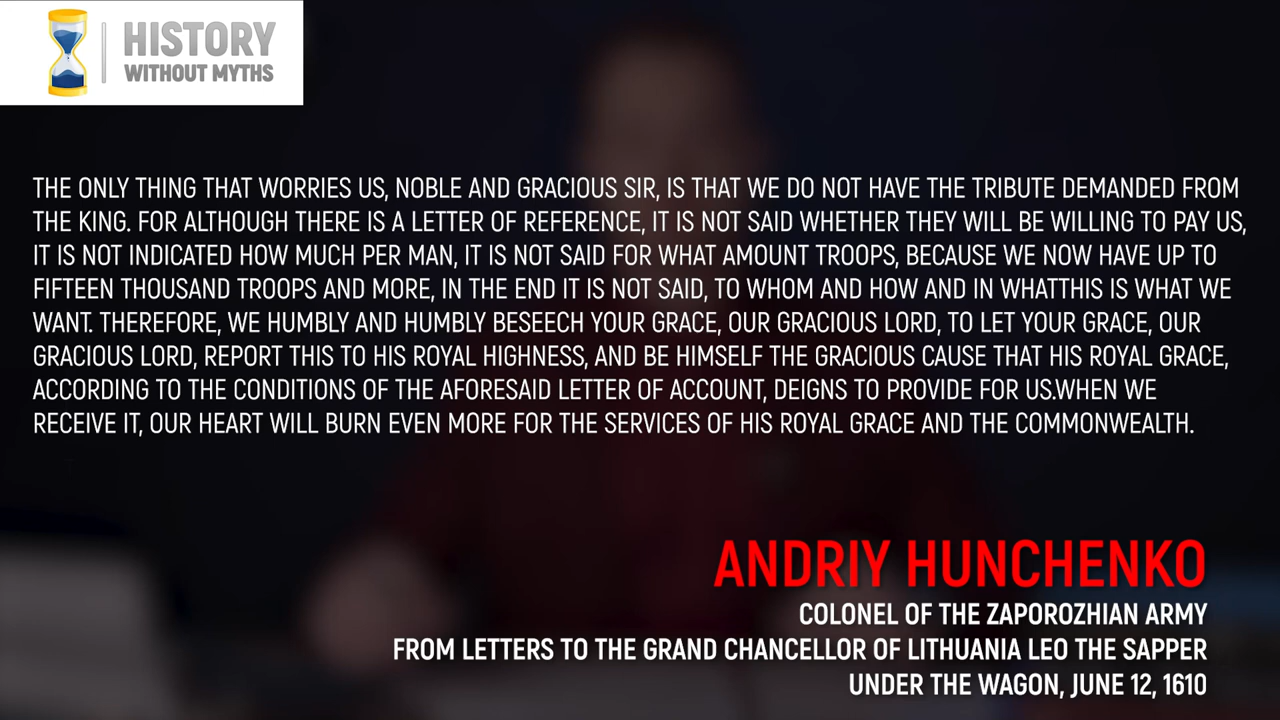 HISTORY
WITHOUT MYTHS
THE ONLY THING THAT WORRIES US, NOBLE AND GRACIOUS SIR, IS THAT WE DO NOT HAVE THE TRIBUTE DEMANDED FROM
THE KING. FOR ALTHOUGH THERE IS A LETTER OF REFERENCE, IT IS NOT SAID WHETHER THEY WILL BE WILLING TO PAY US,
IT IS NOT INDICATED HOW MUCH PER MAN, IT IS NOT SAID FOR WHAT AMOUNT TROOPS, BECAUSE WE NOW HAVE UP TO
FIFTEEN THOUSAND TROOPS AND MORE, IN THE END IT IS NOT SAID, TO WHOM AND HOW AND IN WHATTHIS IS WHAT WE
WANT. THEREFORE, WE HUMBLY AND HUMBLY BESEECH YOUR GRACE, OUR GRACIOUS LORD, TO LET YOUR GRACE, OUR
GRACIOUS LORD, REPORT THIS TO HIS ROYAL HIGHNESS, AND BE HIMSELF THE GRACIOUS CAUSE THAT HIS ROYAL GRACE,
ACCORDING TO THE CONDITIONS OF THE AFORESAID LETTER OF ACCOUNT, DEIGNS TO PROVIDE FOR US.WHEN WE
RECEIVE IT, OUR HEART WILL BURN EVEN MORE FOR THE SERVICES OF HIS ROYAL GRACE AND THE COMMONWEALTH.
ANDRIY HUNCHENKO
COLONEL OF THE ZAPOROZHIAN ARMY
FROM LETTERS TO THE GRAND CHANCELLOR OF LITHUANIA LEO THE SAPPER
UNDER THE WAGON, JUNE 12, 1610